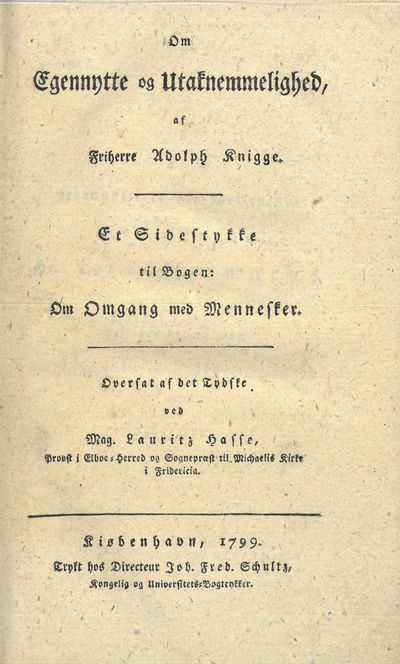 Om
Egennytte og Utaknemmelighed,
af
Friherre Adolph Knigge.
Et Sidestykke
til Bogen:
Om Omgang med Mennesker.
Oversat af det Tydske
ved
Mag. Lauritz Hasse,
Provst i Elboe-Herred og Sognepræst til Michaelis Kirke
i Fridericia.
Kiøbenhavn, 1799.
Trykt hos Directeur Joh. Fred. Schultz,
Kongelig og Universitets-Bogtrykker.